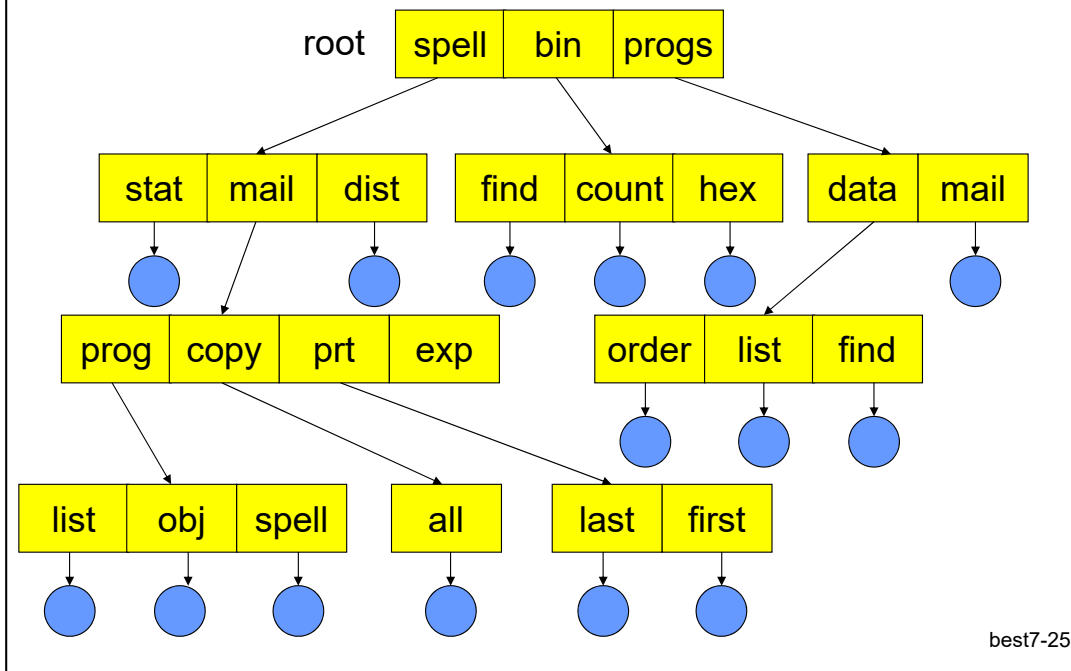 root spell bin progs
stat mail dist find count hex data mail
prog copy prt exp order list find
list obj spell all last first
best7-25